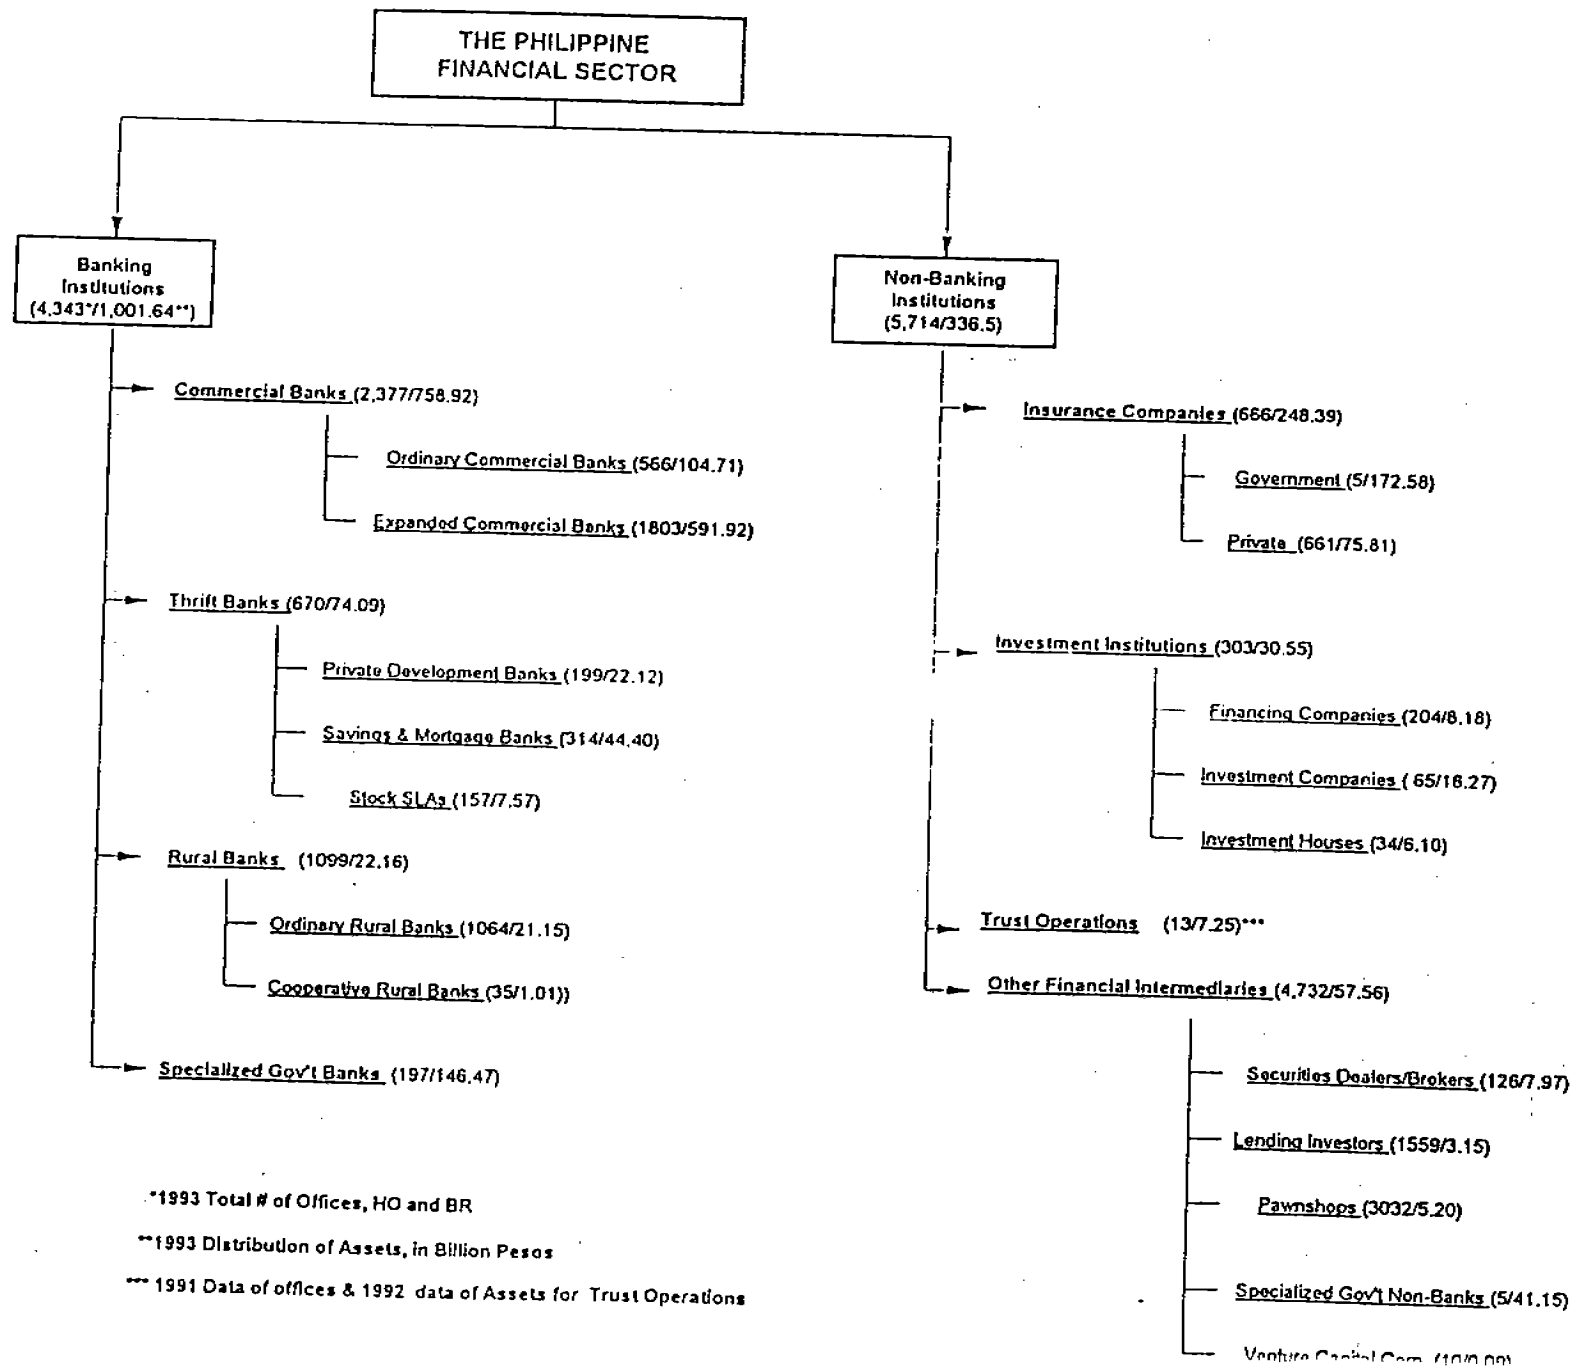 THE PHILIPPINE
FINANCIAL SECTOR
Banking
Institutions
(4,343*/1,001.64**)
Commercial Banks (2,377/758.92)
Ordinary Commercial Banks (566/104.71)
Expanded Commercial Banks (1803/591.92)
Thrift Banks (670/74.09)
Private Development Banks (199/22.12)
Savings & Mortgage Banks (314/44.40)
Stock SLAs (157/7.57)
Rural Banks (1099/22.16)
Ordinary Rural Banks (1064/21.15)
Cooperative Rural Banks (35/1.01))
Specialized Gov't Banks (197/146.47)
Non-Banking
Institutions
(5,714/336.5)
Insurance Companies (666/248.39)
Government (5/172.58)
Private (661/75.81)
Investment Institutions (303/30.55)
Financing Companies (204/8.18)
Investment Companies ( 65/16.27)
Investment Houses (34/6.10)
Trust Operations (13/7.25)***
Other Financial Intermediaries (4,732/57.56)
Securities Dealers/Brokers (126/7.97)
Lending Investors (1559/3.15)
Pawnshops (3032/5.20)
Specialized Gov't Non-Banks (5/41.15)
Venture Capital
*1993 Total # of Offices, HO and BR
**1993 Distribution of Assets, in Billion Pesos
*** 1991 Data of offices & 1992 data of Assets for Trust Operations